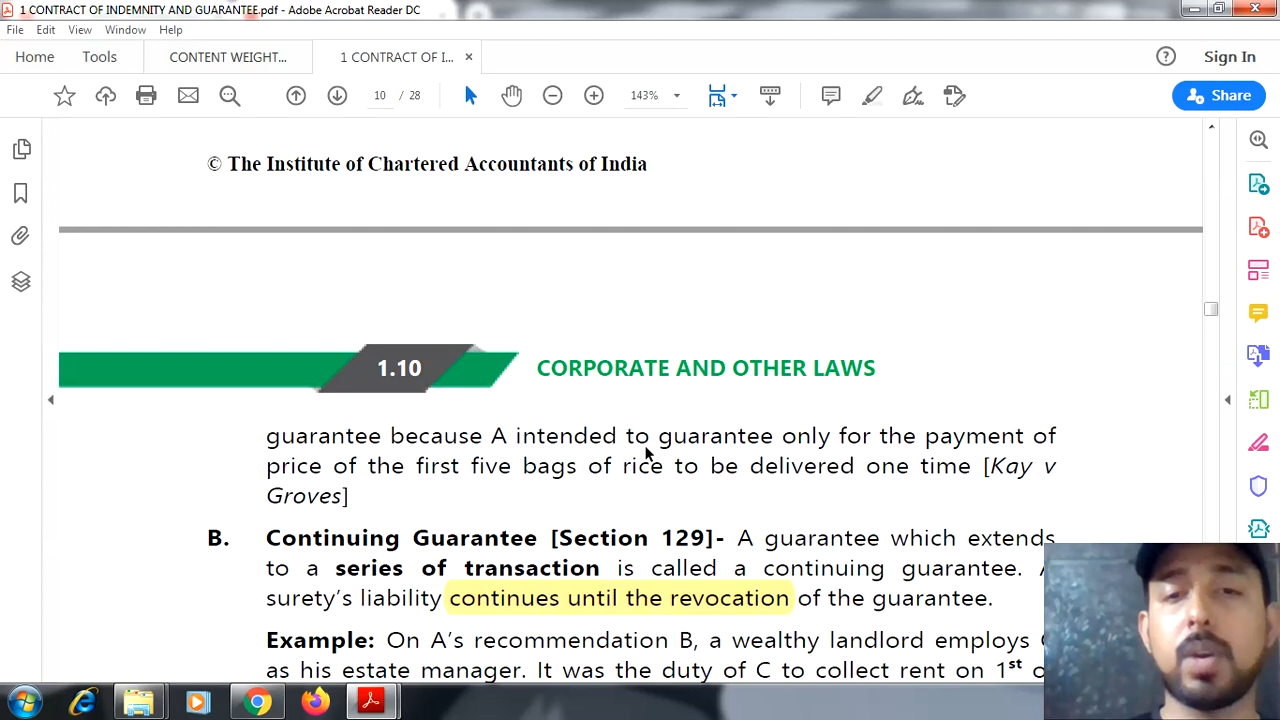 1 CONTRACT OF INDEMNITY AND GUARANTEE.pdf - Adobe Acrobat Reader DC
File Edit View Window Help
Home Tools CONTENT WEIGHT... 1 CONTRACT OF I... × Sign In
10 / 28 143% Share
© The Institute of Chartered Accountants of India
1.10 CORPORATE AND OTHER LAWS
guarantee because A intended to guarantee only for the payment of
price of the first five bags of rice to be delivered one time [Kay v
Groves]
B. Continuing Guarantee [Section 129]- A guarantee which extends
to a series of transaction is called a continuing guarantee.
surety's liability continues until the revocation of the guarantee.
Example: On A's recommendation B, a wealthy landlord employs
as his estate manager. It was the duty of C to collect rent on 1st